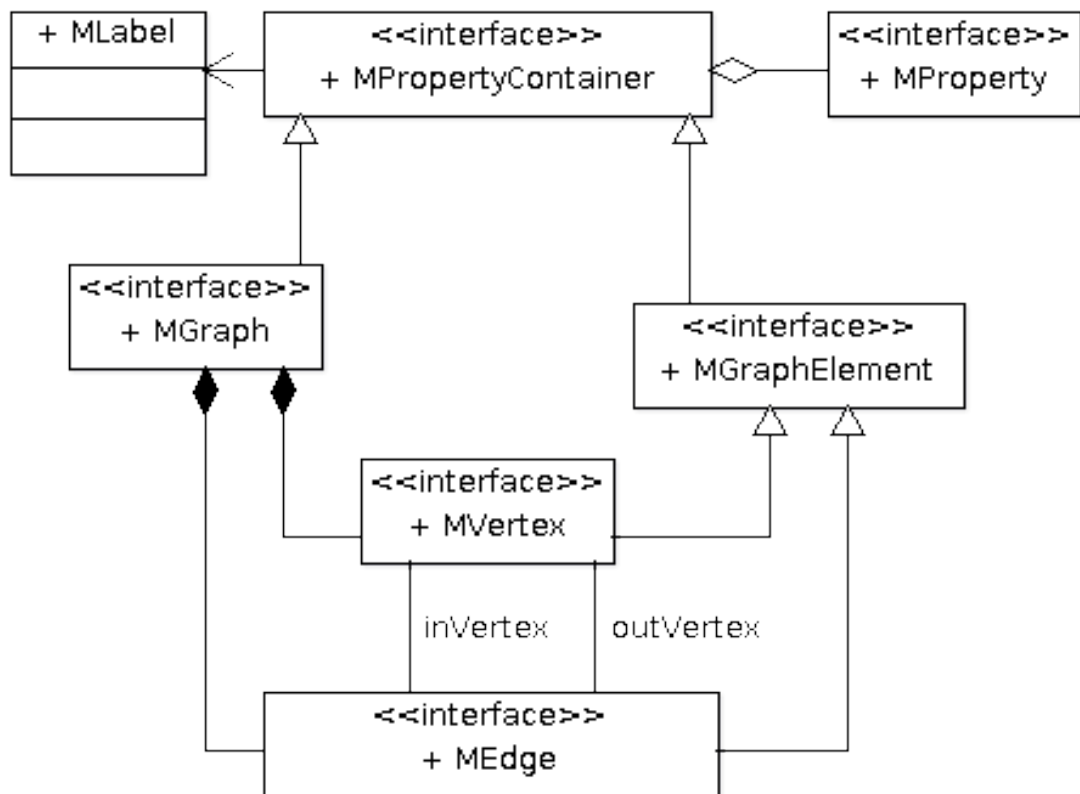 + MLabel
<<interface>>
+ MPropertyContainer
<<interface>>
+ MProperty
<<interface>>
+ MGraph
<<interface>>
+ MGraphElement
<<interface>>
+ MVertex
inVertex
outVertex
<<interface>>
+ MEdge